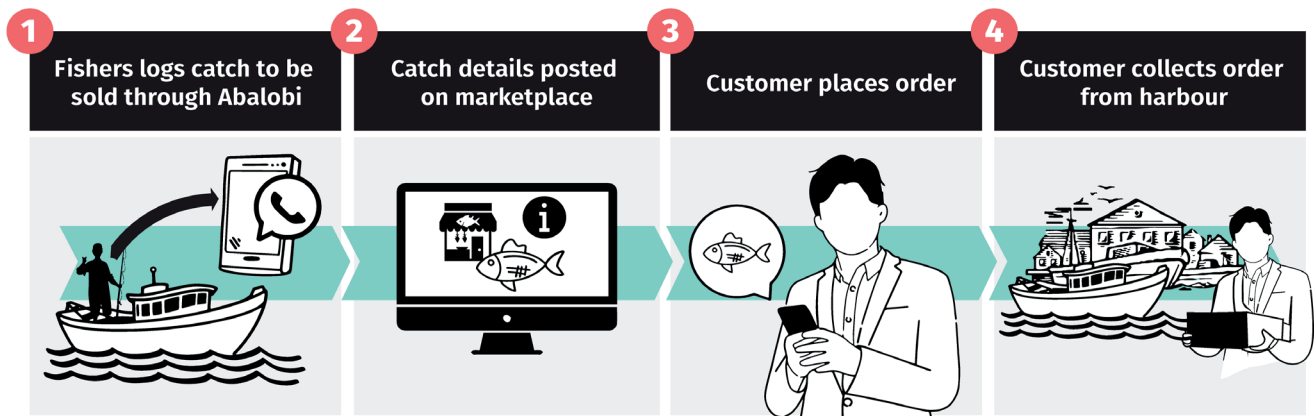 1
Fishers logs catch to be
sold through Abalobi
2
Catch details posted
on marketplace
i
3
Customer places order
4
Customer collects order
from harbour